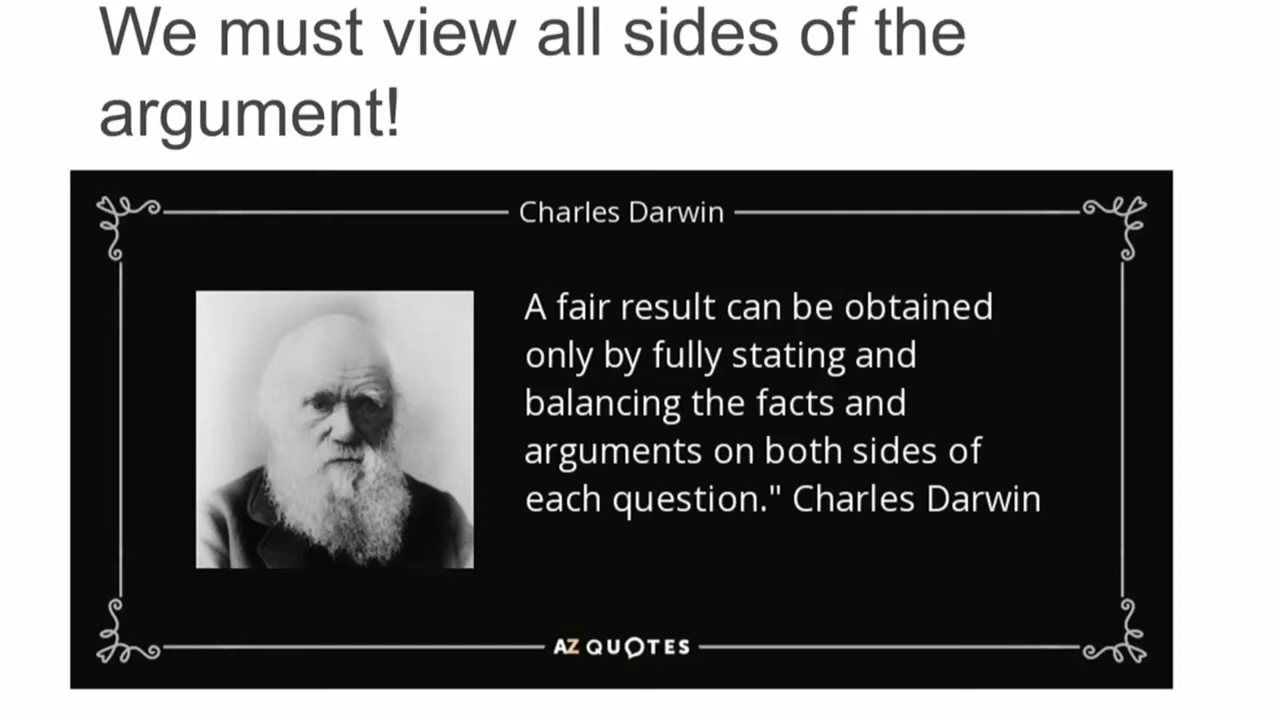 We must view all sides of the
argument!
Charles Darwin
A fair result can be obtained
only by fully stating and
balancing the facts and
arguments on both sides of
each question." Charles Darwin
AZ QUOTES